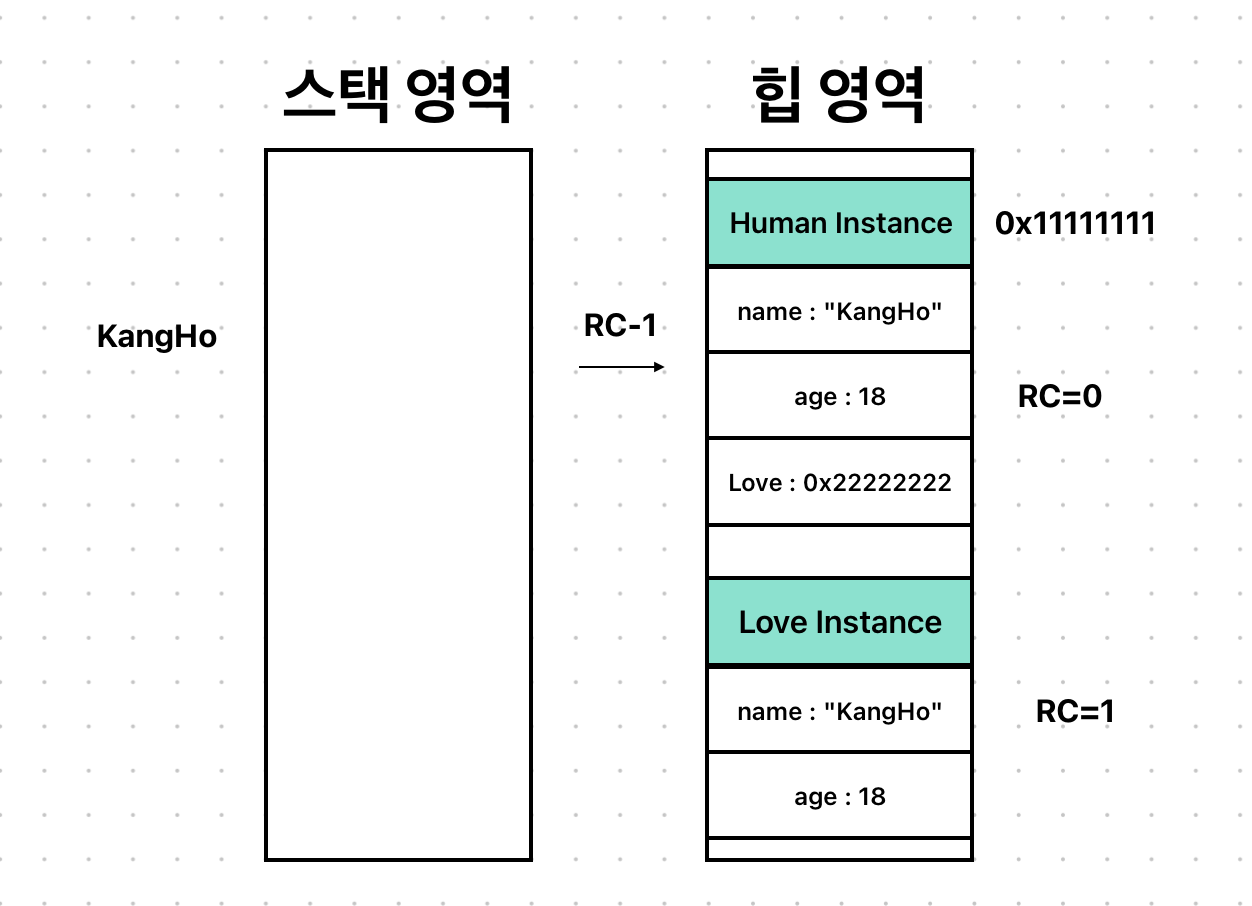 스택 영역
힙 영역
Human Instance
0x11111111
name : "KangHo"
RC-1
KangHo
age : 18
RC=0
Love : 0x22222222
Love Instance
name : "KangHo"
RC=1
age : 18